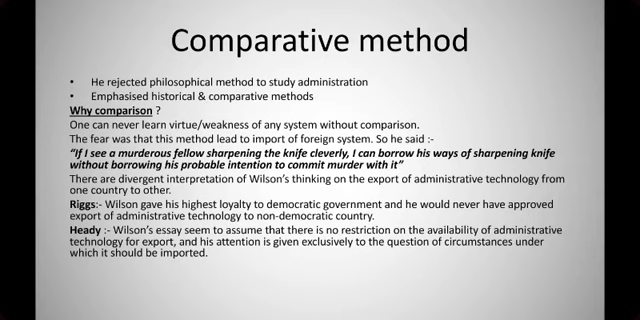 Comparative method
• He rejected philosophical method to study administration
• Emphasised historical & comparative methods
Why comparison ?
One can never learn virtue/weakness of any system without comparison.
The fear was that this method lead to import of foreign system. So he said :-
“If I see a murderous fellow sharpening the knife cleverly, I can borrow his ways of sharpening knife
without borrowing his probable intention to commit murder with it”
There are divergent interpretation of Wilson’s thinking on the export of administrative technology from
one country to other.
Riggs:- Wilson gave his highest loyalty to democratic government and he would never have approved
export of administrative technology to non-democratic country.
Heady :- Wilson’s essay seem to assume that there is no restriction on the availability of administrative
technology for export, and his attention is given exclusively to the question of circumstances under
which it should be imported.